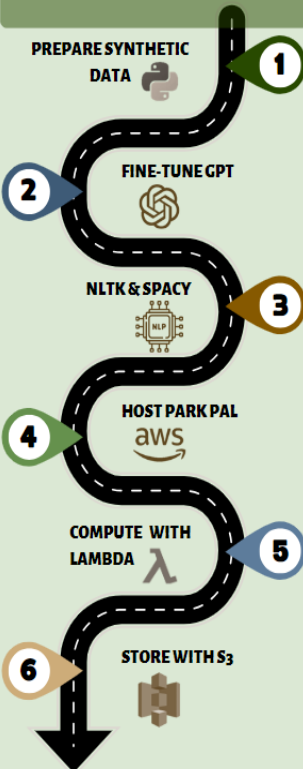 1
PREPARE SYNTHETIC
DATA
2
FINE-TUNE GPT
3
NLTK & SPACY
NLP
4
HOST PARK PAL
aws
5
COMPUTE WITH
LAMBDA λ
6
STORE WITH S3